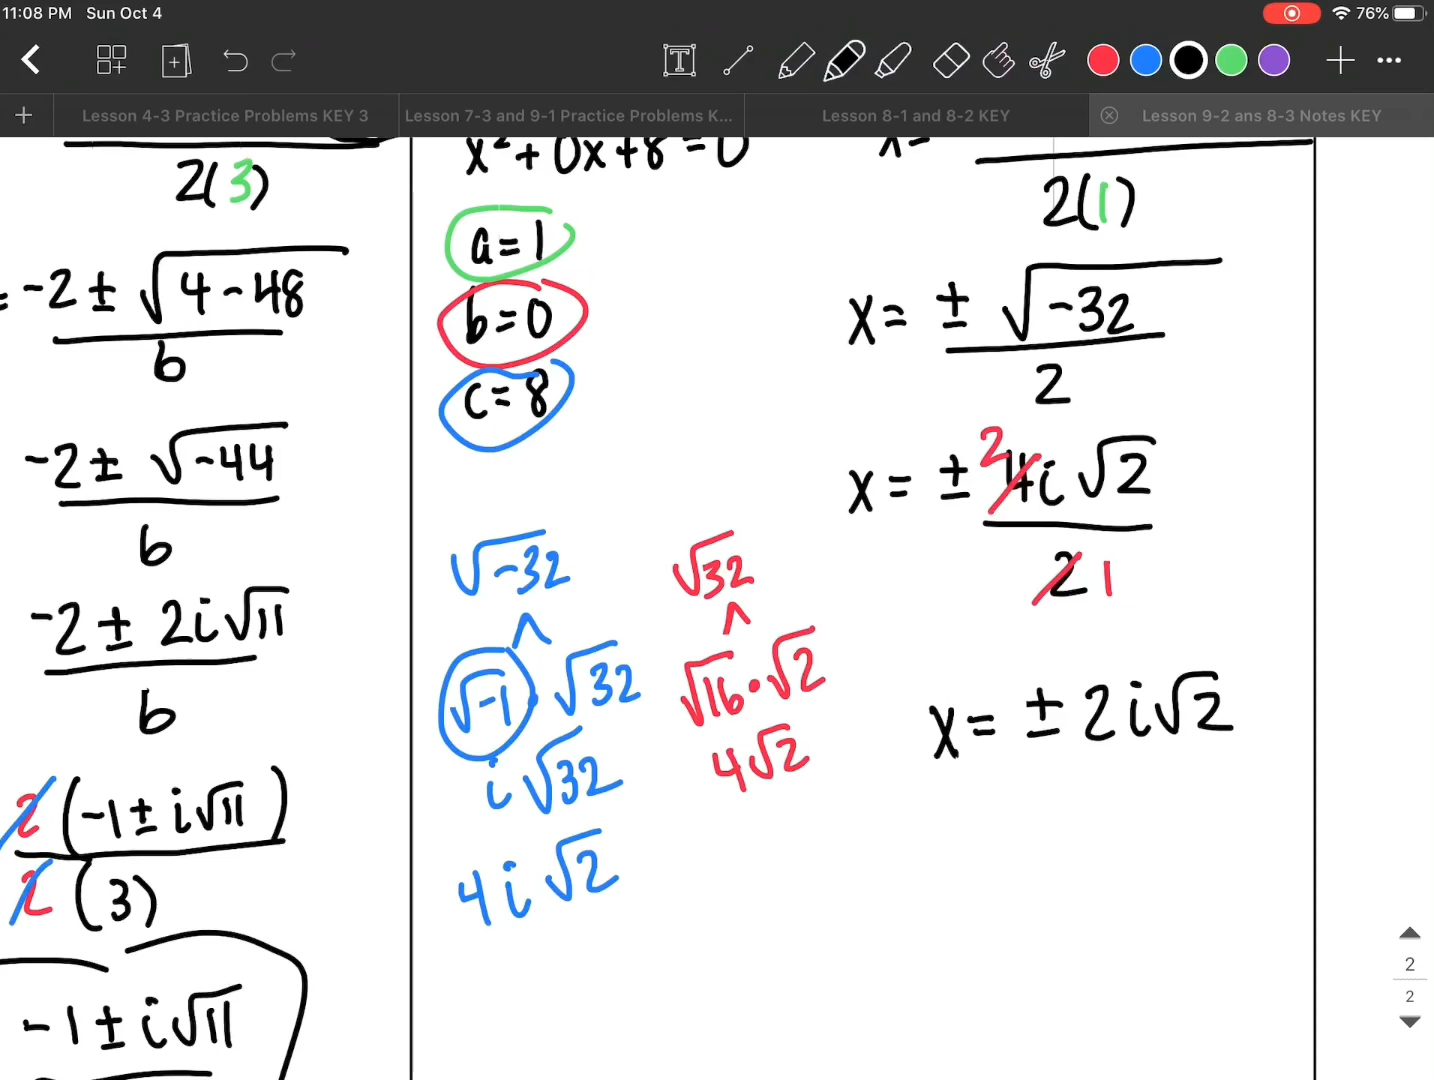 11:08 PM Sun Oct 4
76%
Lesson 4-3 Practice Problems KEY 3
Lesson 7-3 and 9-1 Practice Problems K...
Lesson 8-1 and 8-2 KEY
Lesson 9-2 ans 8-3 Notes KEY
2(3)
= -2 ± √4-48
6
-2 ± √-44
6
-2 ± 2i√11
6
2(-1 ± i√11)
2(3)
-1 ± i√11
x² + 0x + 8 = 0
a = 1
b = 0
c = 8
√-32
√-1 · √32
i√32
4i√2
√32
√16 · √2
4√2
x =
2(1)
x = ± √-32
2
2
x = ± 4i√2
2 1
x = ± 2i√2
2
2